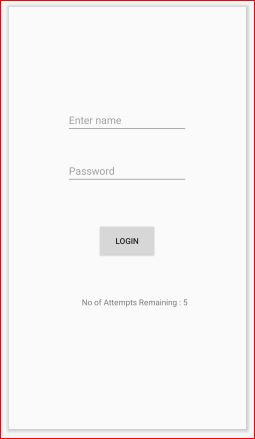 Enter name
Password
LOGIN
No of Attempts Remaining : 5